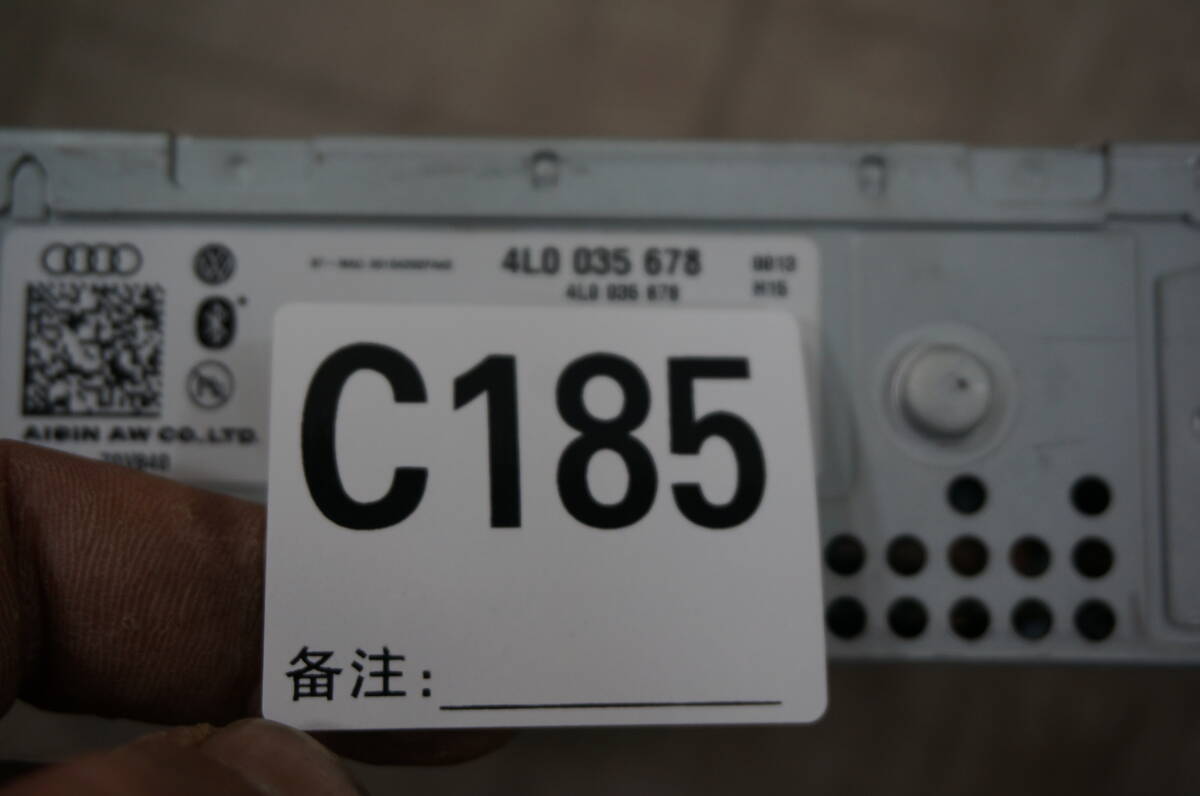 4L0 035 678
4L0 035 678
H15
AISIN AW CO.,LTD.
C185
备注: